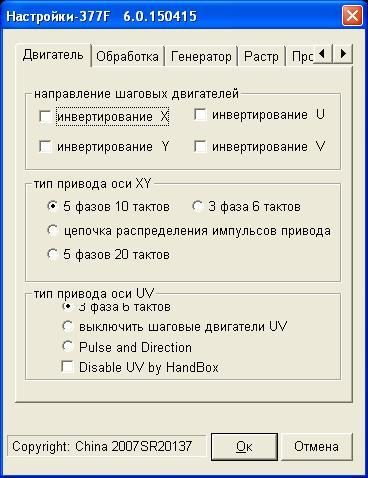 Настройки-377F 6.0.150415
Двигатель Обработка Генератор Растр Про
направление шаговых двигателей
инвертирование X инвертирование U
инвертирование Y инвертирование V
тип привода оси XY
5 фазов 10 тактов 3 фаза 6 тактов
цепочка распределения импульсов привода
5 фазов 20 тактов
тип привода оси UV
3 фаза 6 тактов
выключить шаговые двигатели UV
Pulse and Direction
Disable UV by HandBox
Copyright: China 2007SR20137 Ок Отмена